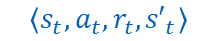 ⟨s_t, a_t, r_t, s'_t⟩